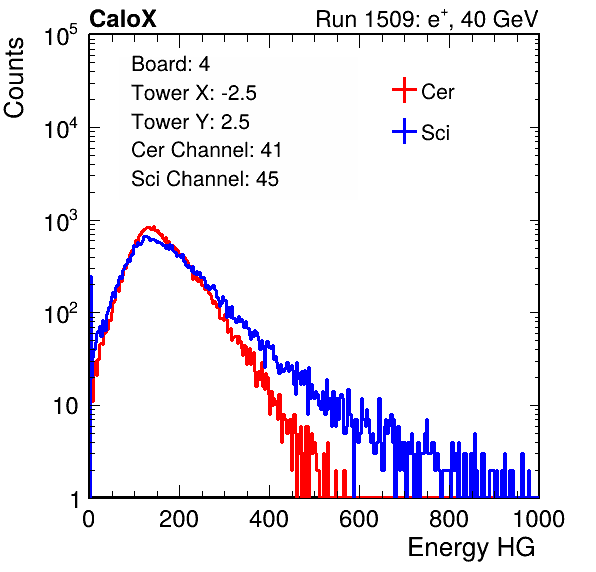 CaloX Run 1509: e⁺, 40 GeV
Counts
Board: 4
Tower X: -2.5
Tower Y: 2.5
Cer Channel: 41
Sci Channel: 45
Cer
Sci
10⁵
10⁴
10³
10²
10
1
0 200 400 600 800 1000
Energy HG